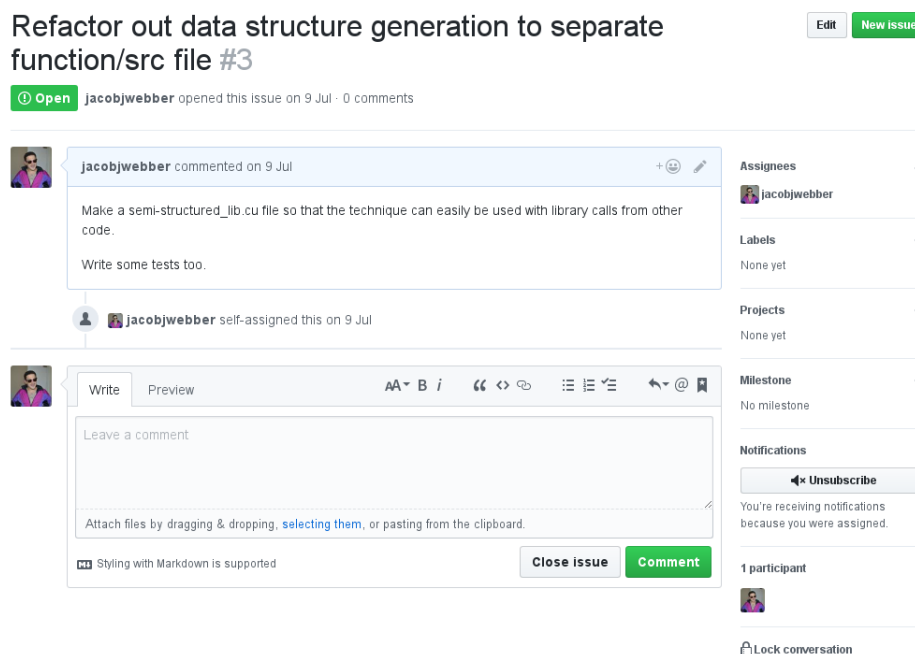 Refactor out data structure generation to separate
function/src file #3
Edit
New issue
Open jacobjwebber opened this issue on 9 Jul · 0 comments
jacobjwebber commented on 9 Jul
Make a semi-structured_lib.cu file so that the technique can easily be used with library calls from other
code.
Write some tests too.
jacobjwebber self-assigned this on 9 Jul
Write
Preview
AA B i
Leave a comment
Attach files by dragging & dropping, selecting them, or pasting from the clipboard.
Styling with Markdown is supported
Close issue
Comment
Assignees
jacobjwebber
Labels
None yet
Projects
None yet
Milestone
No milestone
Notifications
Unsubscribe
You're receiving notifications
because you were assigned.
1 participant
Lock conversation